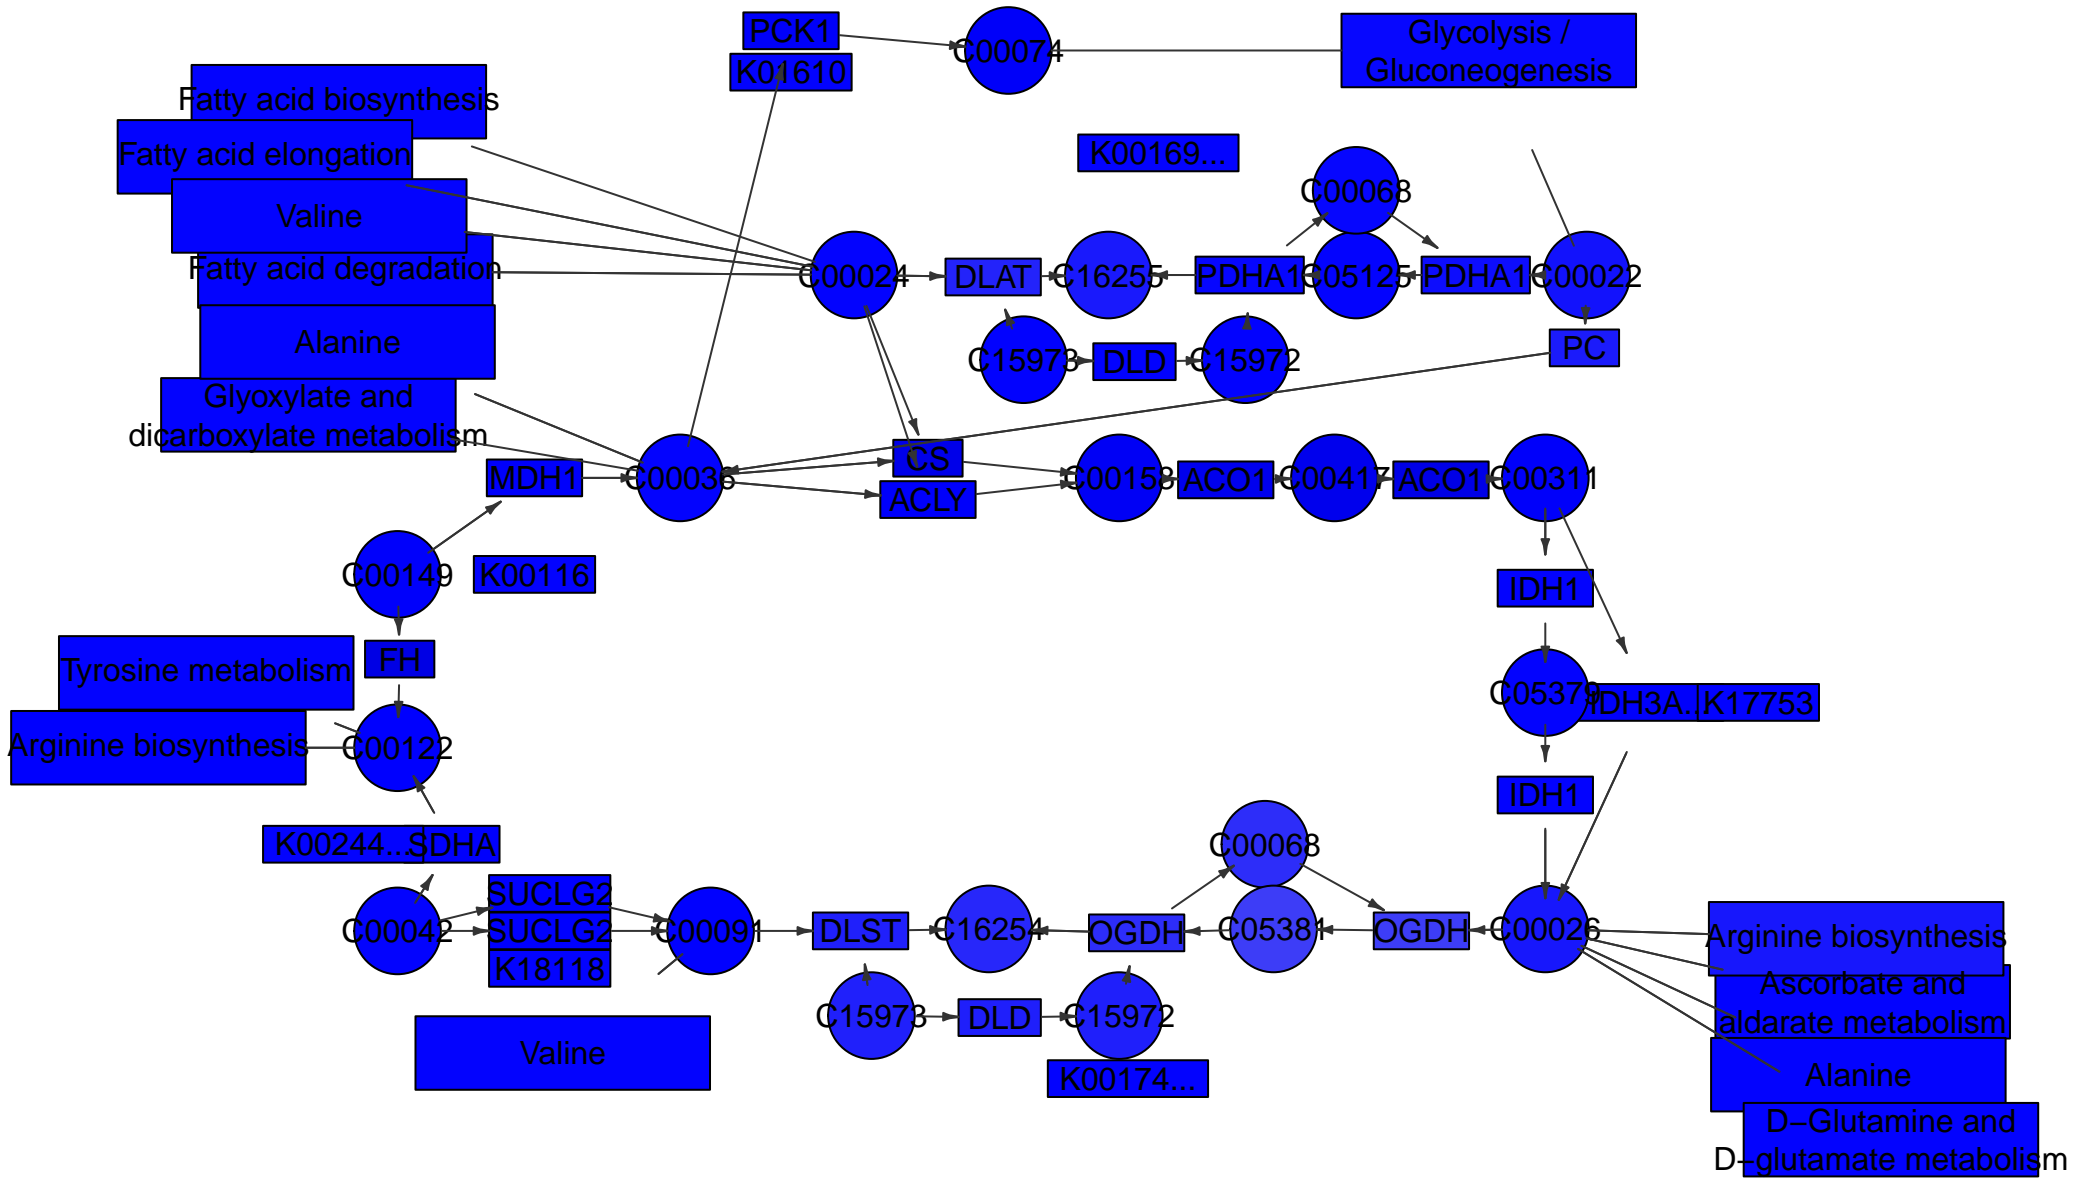 PCK1
C00074
Glycolysis /
Gluconeogenesis
K01610
Fatty acid biosynthesis
Fatty acid elongation
K00169...
Valine
C00068
Fatty acid degradation
C00024
DLAT
C16255
PDHA1
C05125
PDHA1
C00022
Alanine
C15973
DLD
C15972
PC
Glyoxylate and
dicarboxylate metabolism
MDH1
C00036
CS
ACLY
C00158
ACO1
C00417
ACO1
C00311
C00149
K00116
IDH1
FH
Tyrosine metabolism
C05379
IDH3A...
K17753
Arginine biosynthesis
C00122
IDH1
K00244...
SDHA
C00068
SUCLG2
C00042
SUCLG2
C00091
DLST
C16254
OGDH
C05381
OGDH
C00026
Arginine biosynthesis
K18118
Ascorbate and
aldarate metabolism
C15973
DLD
C15972
Valine
K00174...
Alanine
D–Glutamine and
D–glutamate metabolism